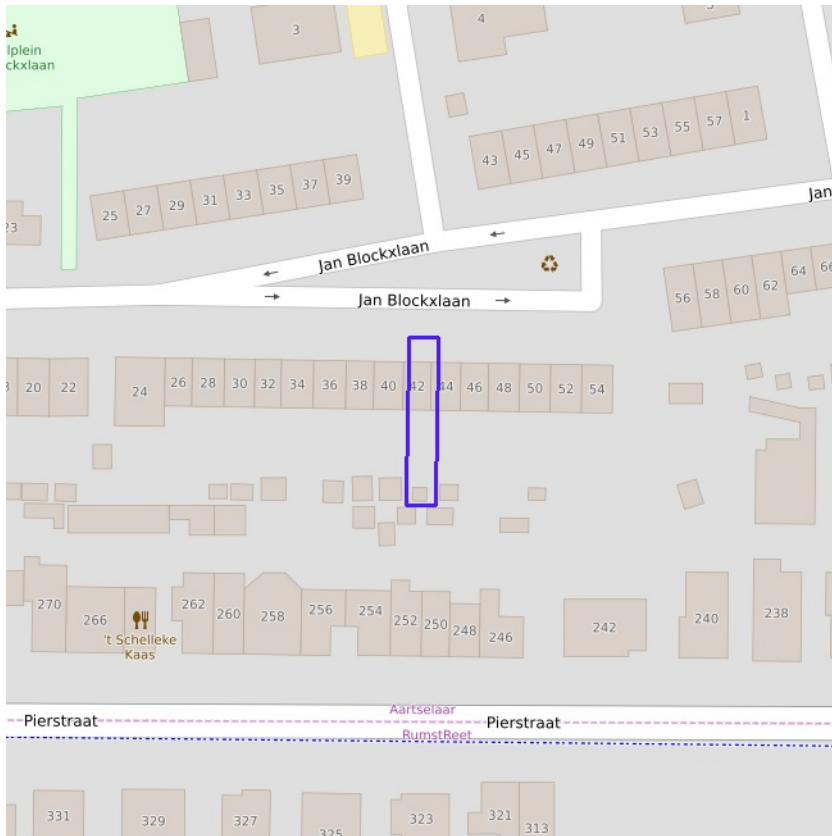 3
4
lplein
ckxlaan
43 45 47 49 51 53 55 57 1
25 27 29 31 33 35 37 39
Jan
23
Jan Blockxlaan
Jan Blockxlaan
56 58 60 62 64
20 22 24 26 28 30 32 34 36 38 40 42 44 46 48 50 52 54
270 266 262 260 258 256 254 252 250 248 246 242 240 238
't Schelleke
Kaas
Aartselaar
Pierstraat Pierstraat
RumstReet
331 329 327 325 323 321 313